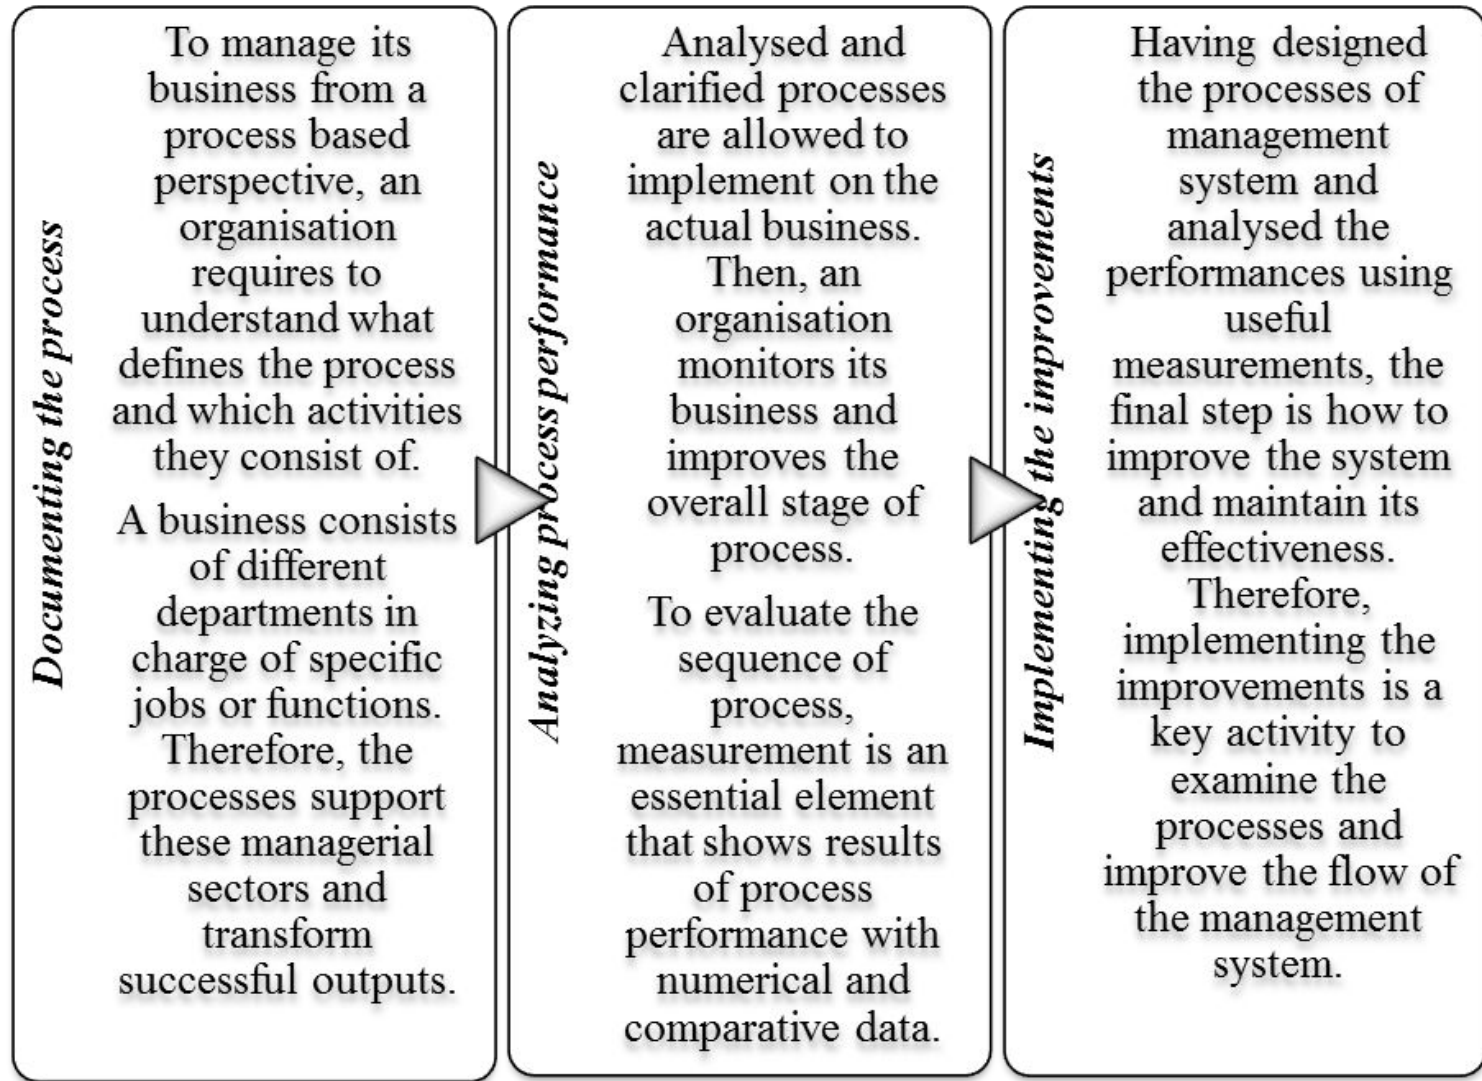 Documenting the process
To manage its
business from a
process based
perspective, an
organisation
requires to
understand what
defines the process
and which activities
they consist of.
A business consists
of different
departments in
charge of specific
jobs or functions.
Therefore, the
processes support
these managerial
sectors and
transform
successful outputs.
Analyzing process performance
Analysed and
clarified processes
are allowed to
implement on the
actual business.
Then, an
organisation
monitors its
business and
improves the
overall stage of
process.
To evaluate the
sequence of
process,
measurement is an
essential element
that shows results
of process
performance with
numerical and
comparative data.
Implementing the improvements
Having designed
the processes of
management
system and
analysed the
performances using
useful
measurements, the
final step is how to
improve the system
and maintain its
effectiveness.
Therefore,
implementing the
improvements is a
key activity to
examine the
processes and
improve the flow of
the management
system.